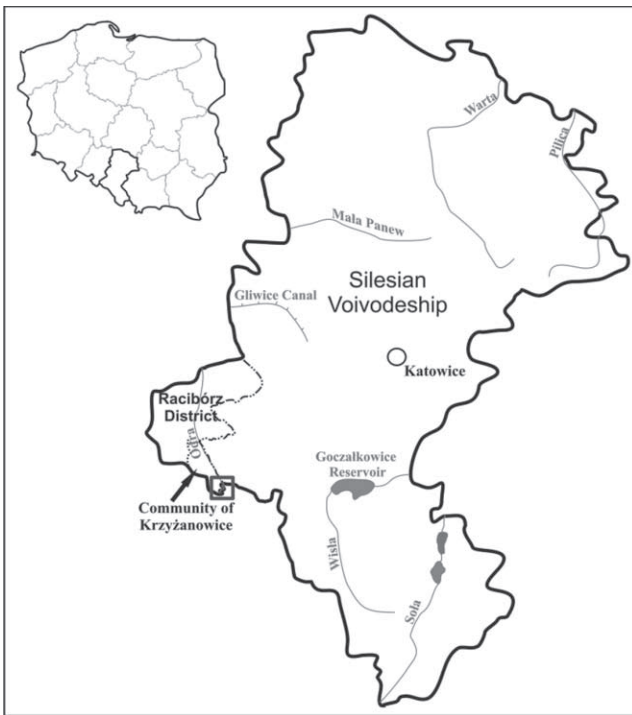 Warta
Pilica
Mała Panew
Silesian
Voivodeship
Gliwice Canal
Katowice
Racibórz
District
Odra
Goczałkowice
Reservoir
Community of
Krzyżanowice
Wisła
Soła